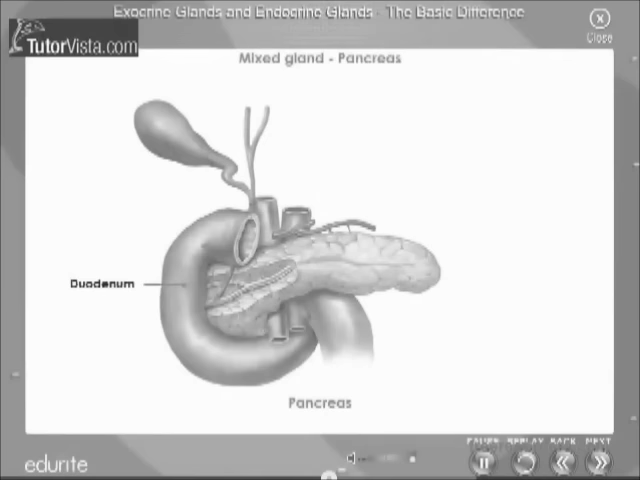 Exocrine Glands and Endocrine Glands - The Basic Difference
Close
TutorVista.com
Mixed gland - Pancreas
Duodenum
Pancreas
PAUSE REPLAY BACK NEXT
edurite